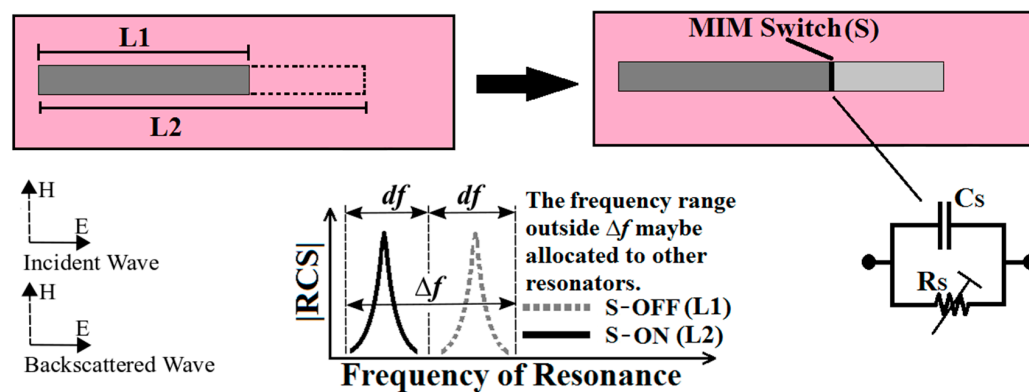 L1
L2
MIM Switch(S)
H
E
Incident Wave
H
E
Backscattered Wave
df
df
Δf
|RCS|
Frequency of Resonance
The frequency range
outside Δf maybe
allocated to other
resonators.
S-OFF (L1)
S-ON (L2)
Cs
Rs